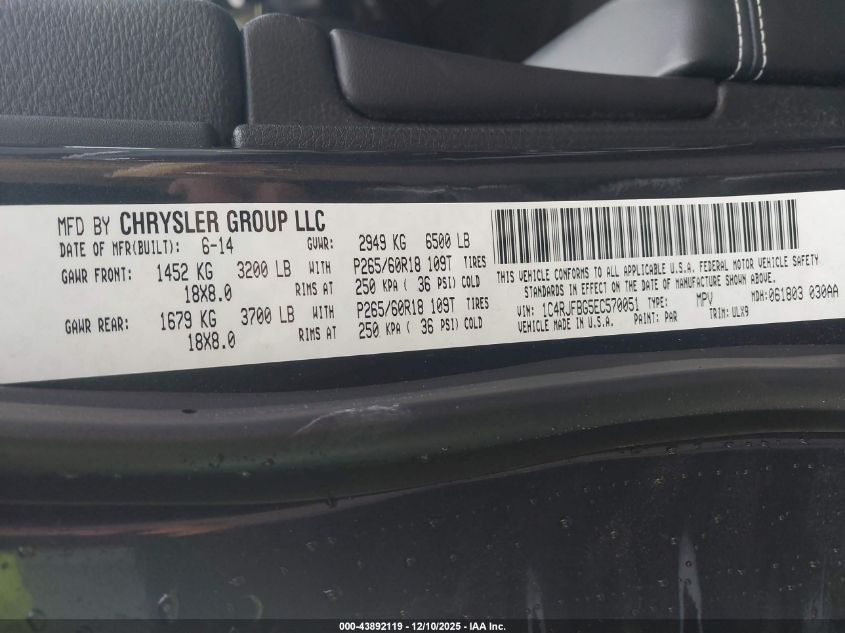 MFD BY CHRYSLER GROUP LLC
DATE OF MFR(BUILT): 6-14 GVWR: 2949 KG 6500 LB
GAWR FRONT: 1452 KG 3200 LB WITH P265/60R18 109T TIRES
18X8.0 RIMS AT 250 KPA ( 36 PSI) COLD
GAWR REAR: 1679 KG 3700 LB WITH P265/60R18 109T TIRES
18X8.0 RIMS AT 250 KPA ( 36 PSI) COLD
THIS VEHICLE CONFORMS TO ALL APPLICABLE U.S.A. FEDERAL MOTOR VEHICLE SAFETY
STANDARDS IN EFFECT ON THE DATE OF MANUFACTURE SHOWN ABOVE.
VIN: 1C4RJFBG5EC570051 TYPE: MPV MDH: 061803 030AA
VEHICLE MADE IN U.S.A. PAINT: PAR TRIM: ULX9
000-43892119 - 12/10/2025 - IAA Inc.